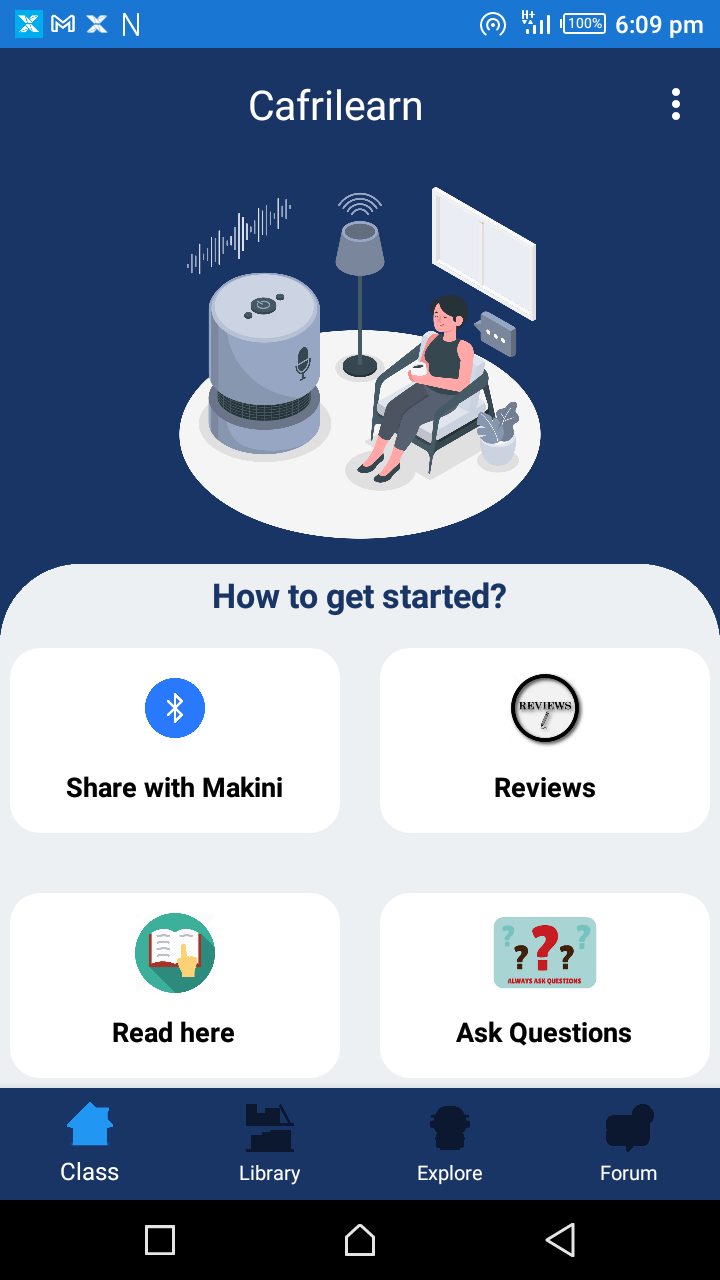 H+ 100% 6:09 pm
Cafrilearn
How to get started?
REVIEWS
Share with Makini
Reviews
? ? ? ? ?
ALWAYS ASK QUESTIONS
Read here
Ask Questions
Class
Library
Explore
Forum